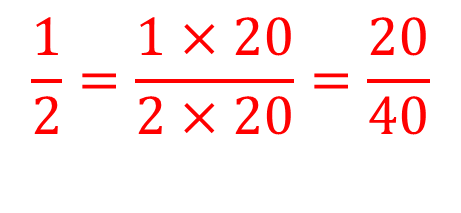 1/2 = (1 × 20)/(2 × 20) = 20/40